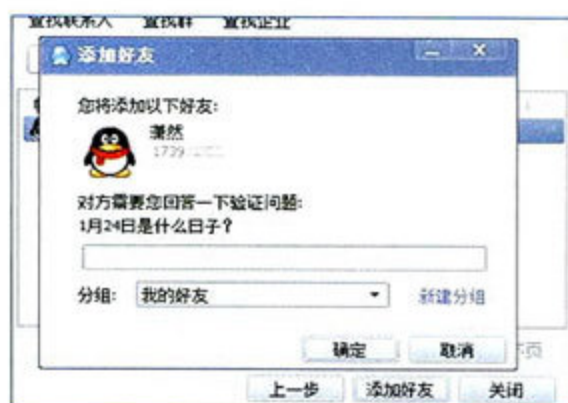 查找联系人 查找群 查找企业
添加好友
您将添加以下好友:
潇然
1739
对方需要您回答一下验证问题:
1月24日是什么日子?
分组: 我的好友 新建分组
确定 取消
下页
上一步 添加好友 关闭